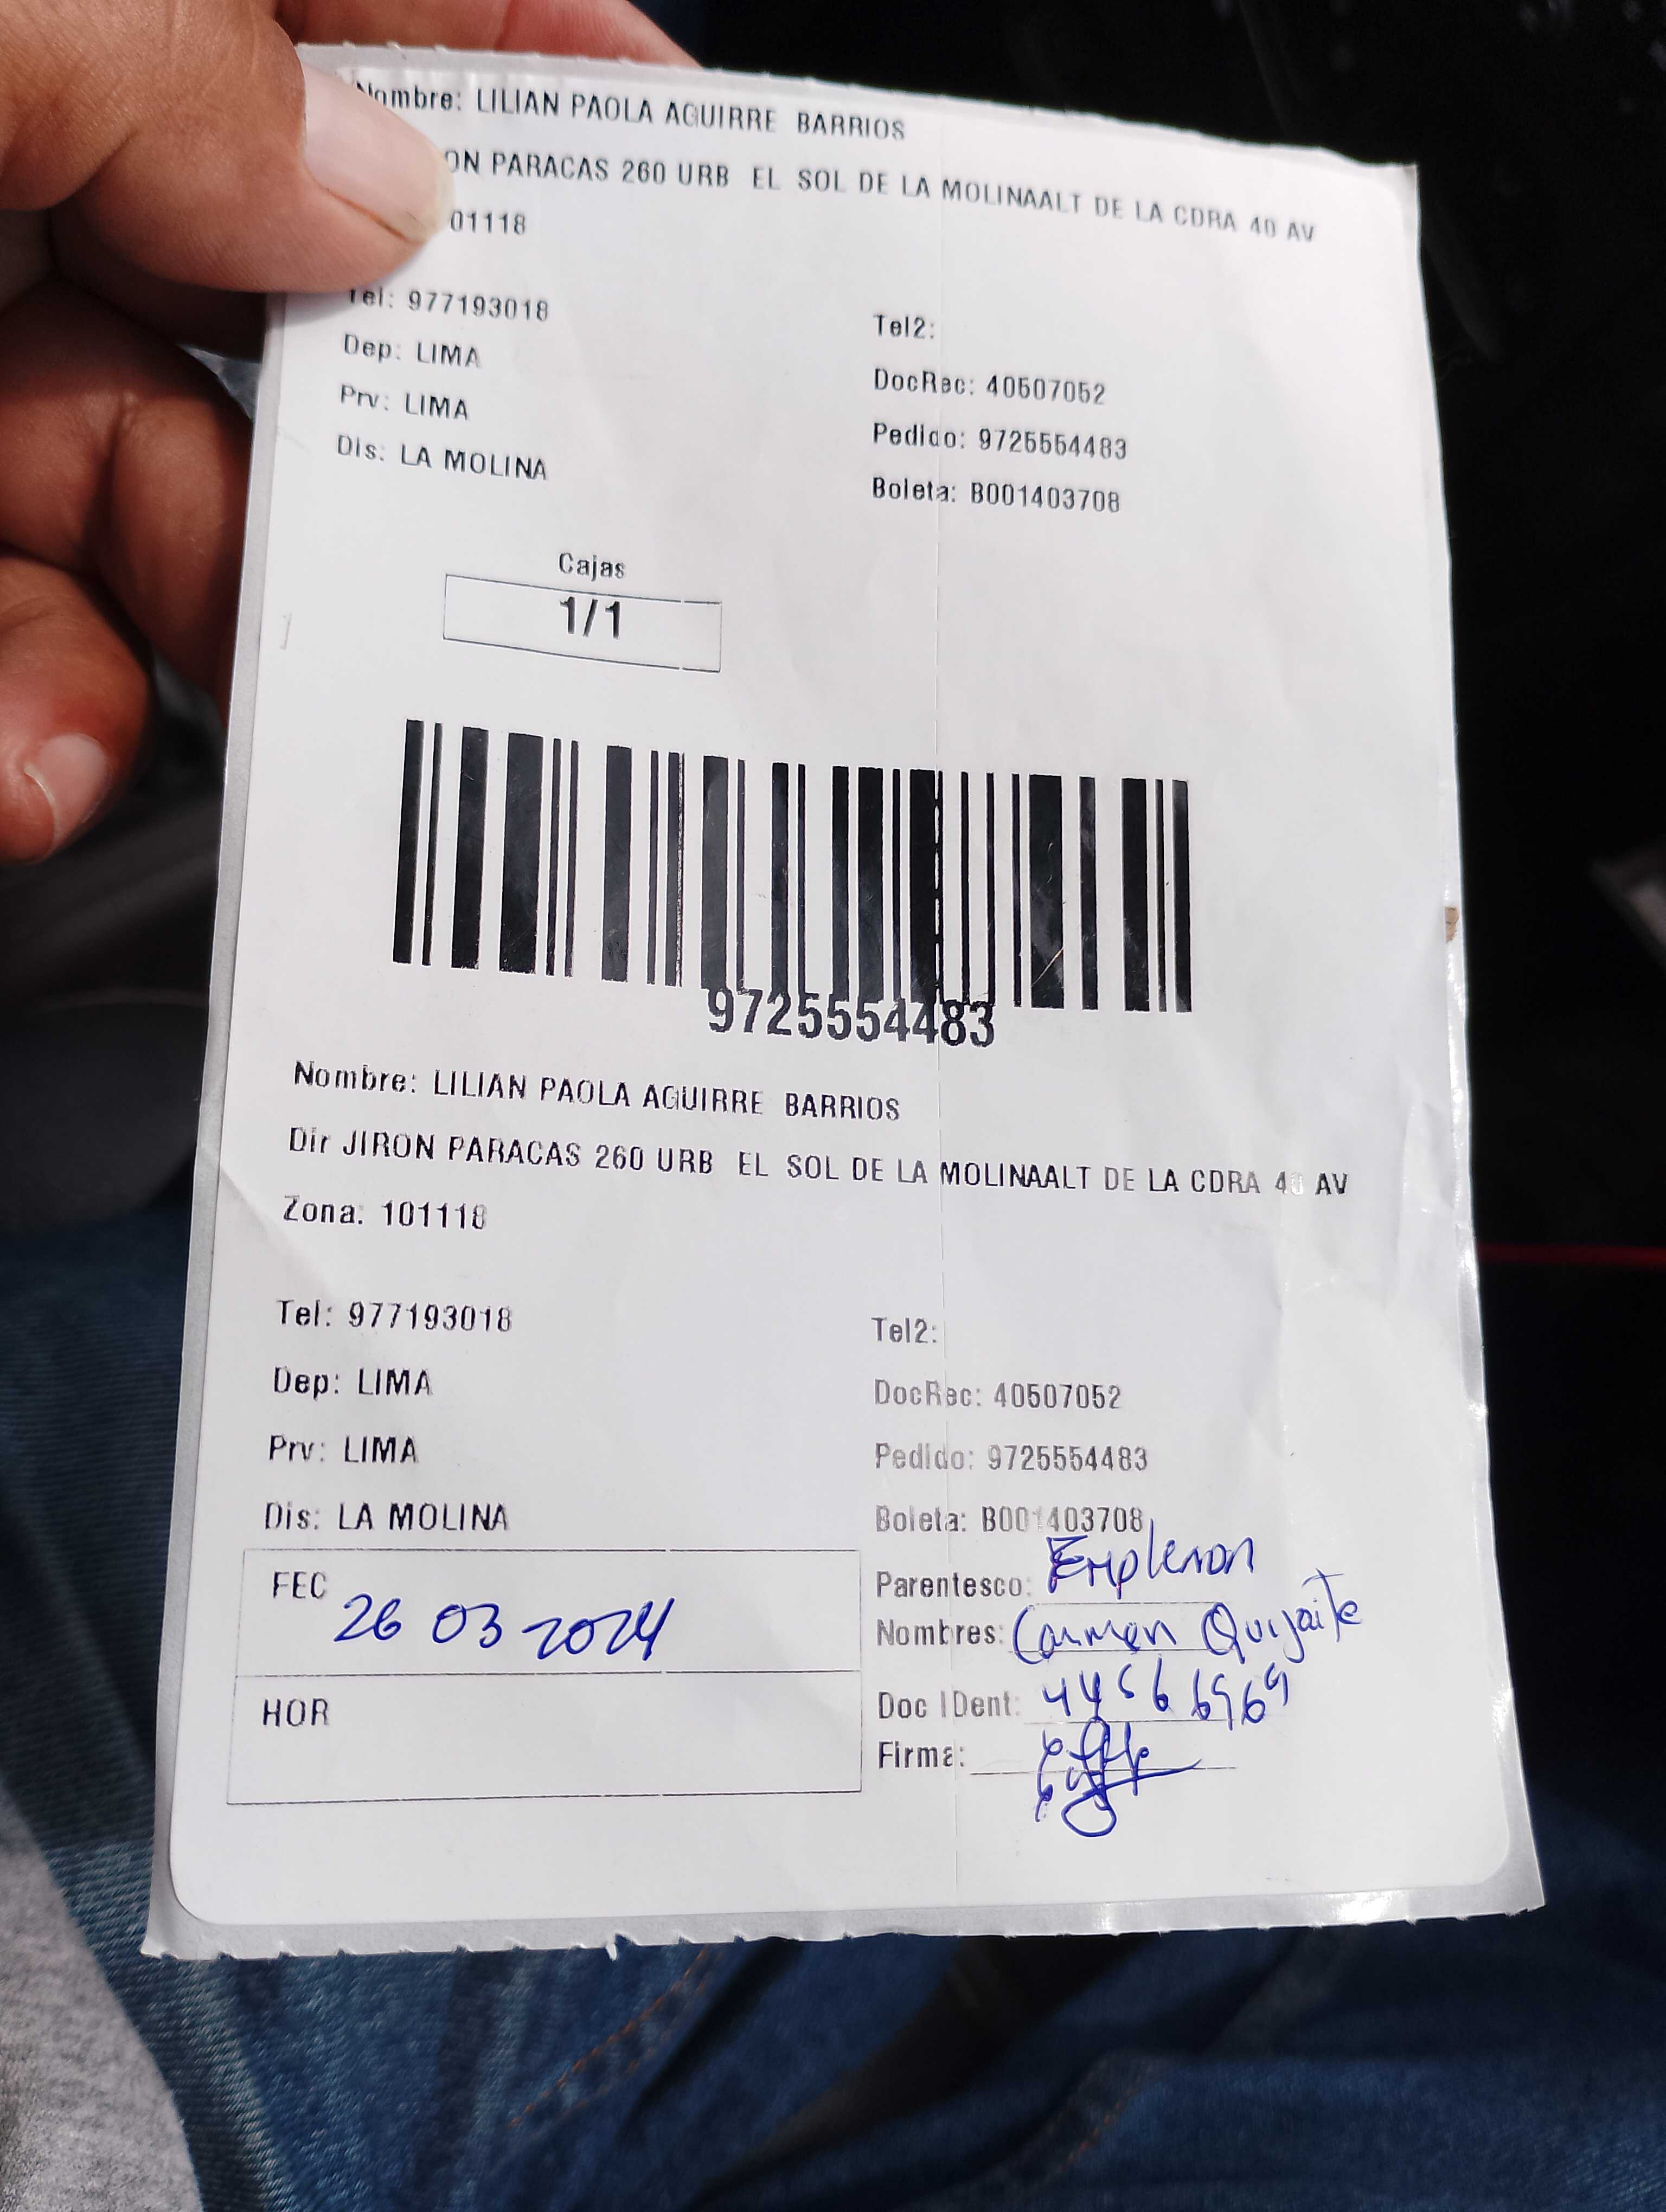 Nombre: LILIAN PAOLA AGUIRRE BARRIOS
ON PARACAS 260 URB EL SOL DE LA MOLINAALT DE LA CDRA 40 AV
01118
Tel: 977193018
Tel2:
Dep: LIMA
DocRec: 40507052
Prv: LIMA
Pedido: 9725554483
Dis: LA MOLINA
Boleta: B001403708
Cajas
1/1
9725554483
Nombre: LILIAN PAOLA AGUIRRE BARRIOS
Dir JIRON PARACAS 260 URB EL SOL DE LA MOLINAALT DE LA CDRA 40 AV
Zona: 101118
Tel: 977193018
Tel2:
Dep: LIMA
DocRec: 40507052
Prv: LIMA
Pedido: 9725554483
Dis: LA MOLINA
Boleta: B001403708
FEC 26 03 2024
Parentesco:
Nombres: Carmen Quijaite
HOR
Doc IDent: 44566969
Firma: